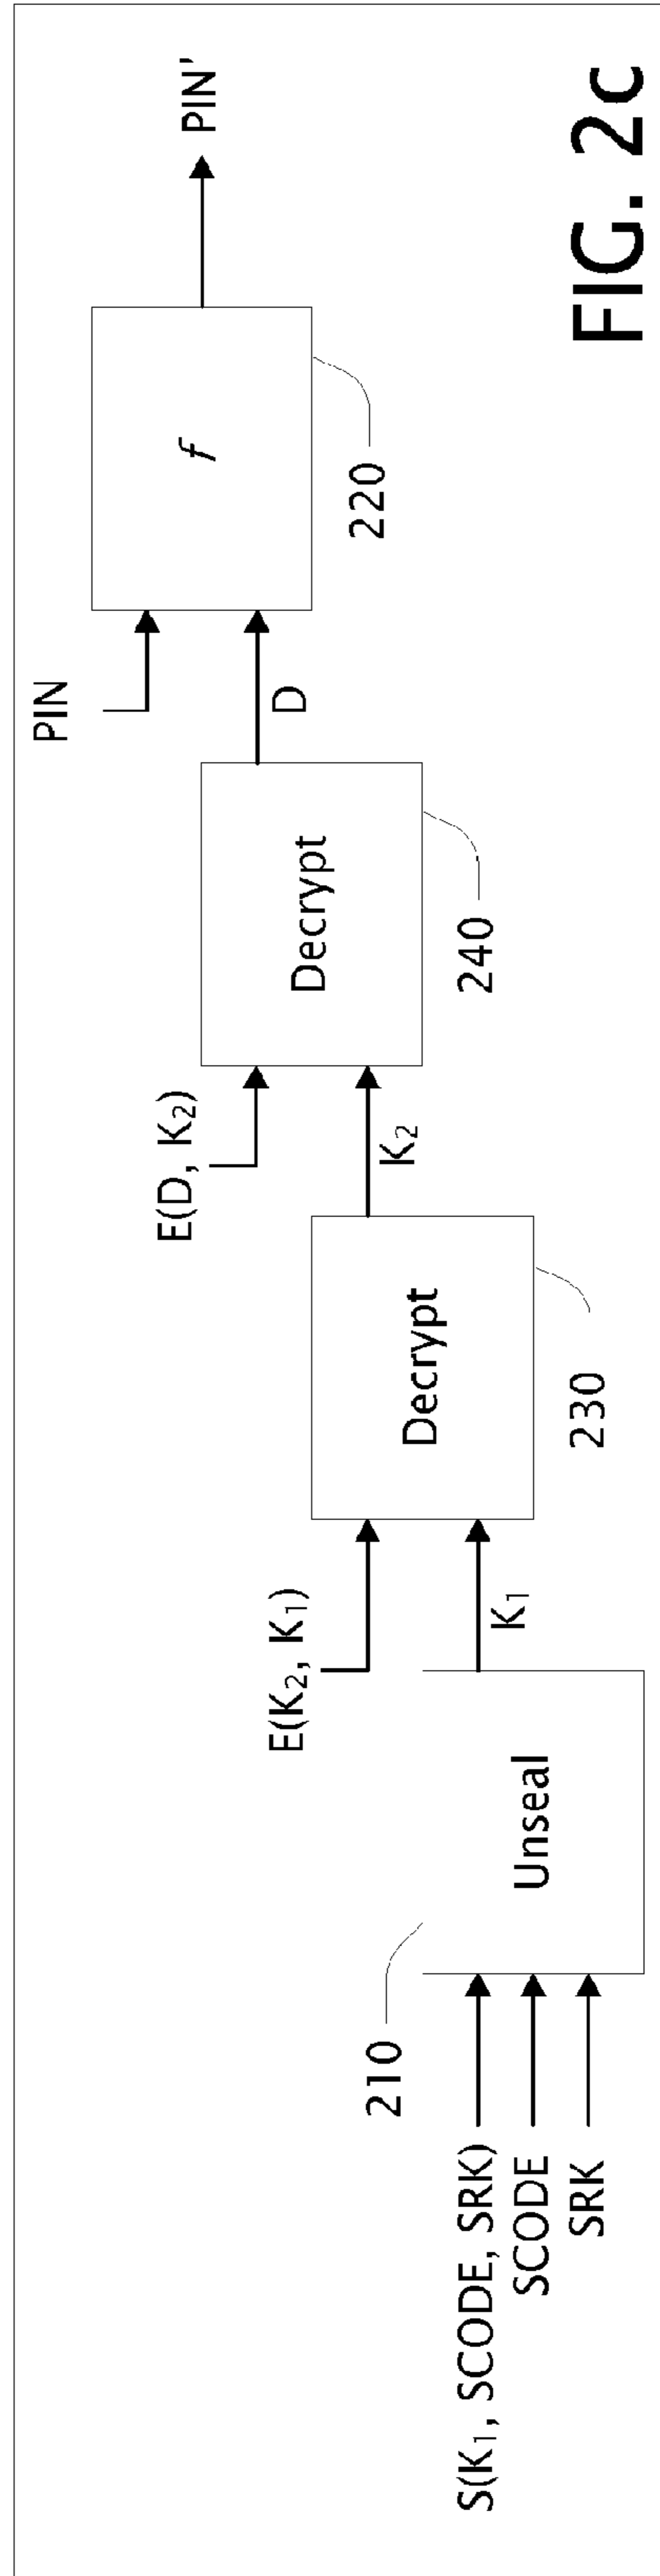 S(K₁, SCODE, SRK)
SCODE
SRK
210
Unseal
K₁
E(K₂, K₁)
Decrypt
230
K₂
E(D, K₂)
Decrypt
240
D
PIN
f
220
PIN'
FIG. 2c